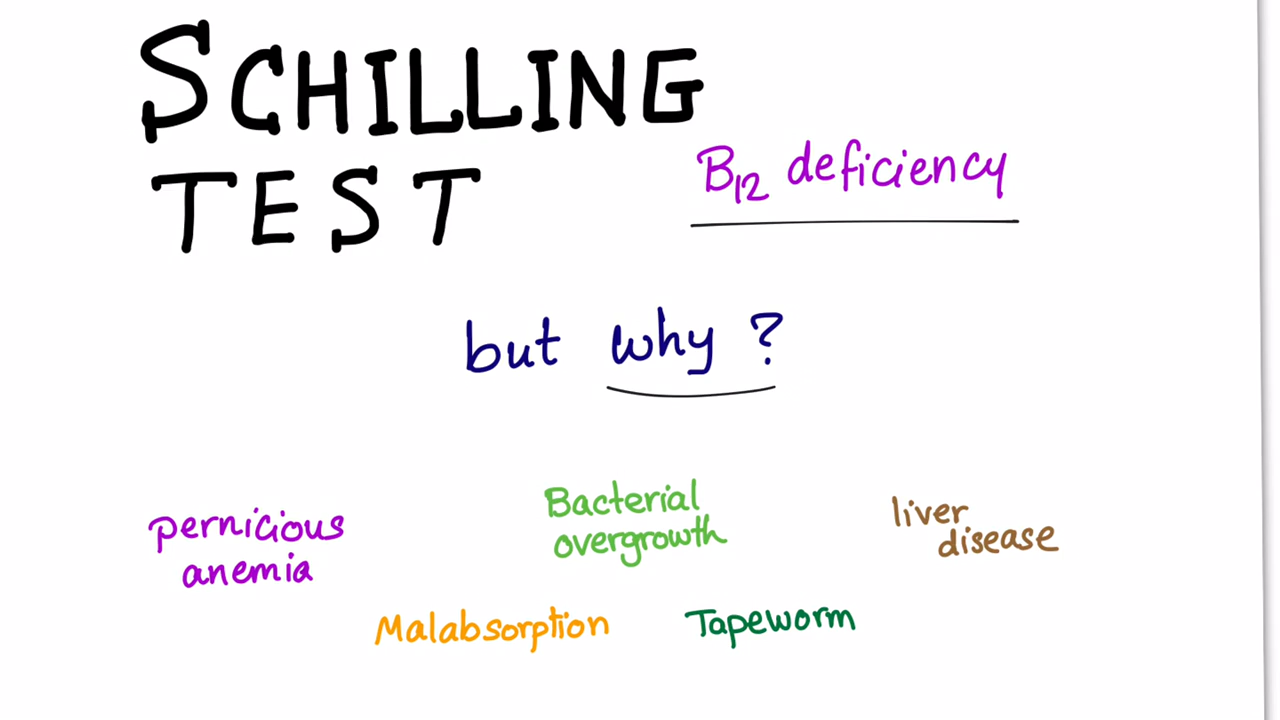 SCHILLING
TEST
B12 deficiency
but why ?
pernicious
anemia
Bacterial
overgrowth
liver
disease
Malabsorption
Tapeworm